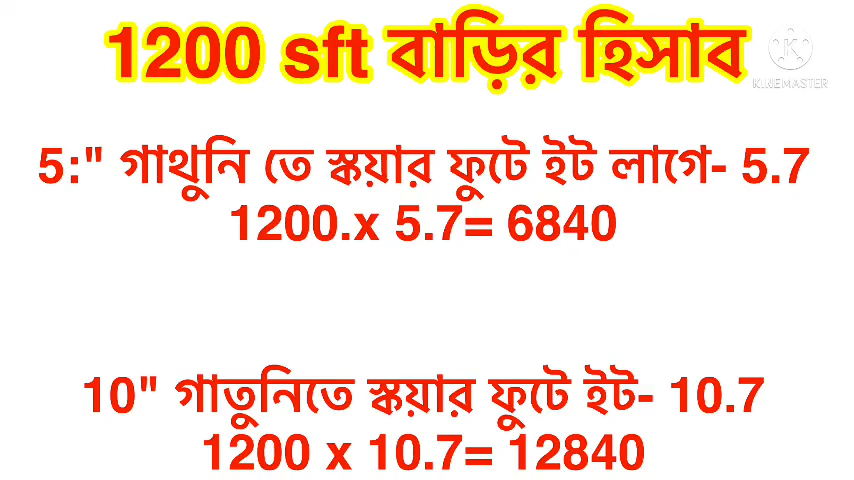 1200 sft বাড়ির হিসাব
KINEMASTER
5:" গাথুনি তে স্কয়ার ফুটে ইট লাগে- 5.7
1200.x 5.7= 6840
10" গাতুনিতে স্কয়ার ফুটে ইট- 10.7
1200 x 10.7= 12840